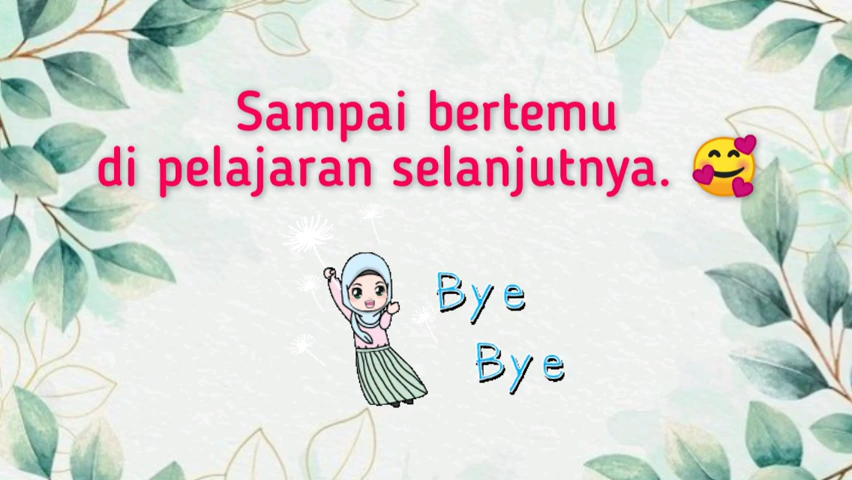 Sampai bertemu
di pelajaran selanjutnya. 🥰
Bye
Bye